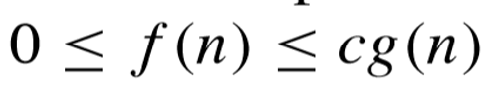 0 ≤ f(n) ≤ cg(n)